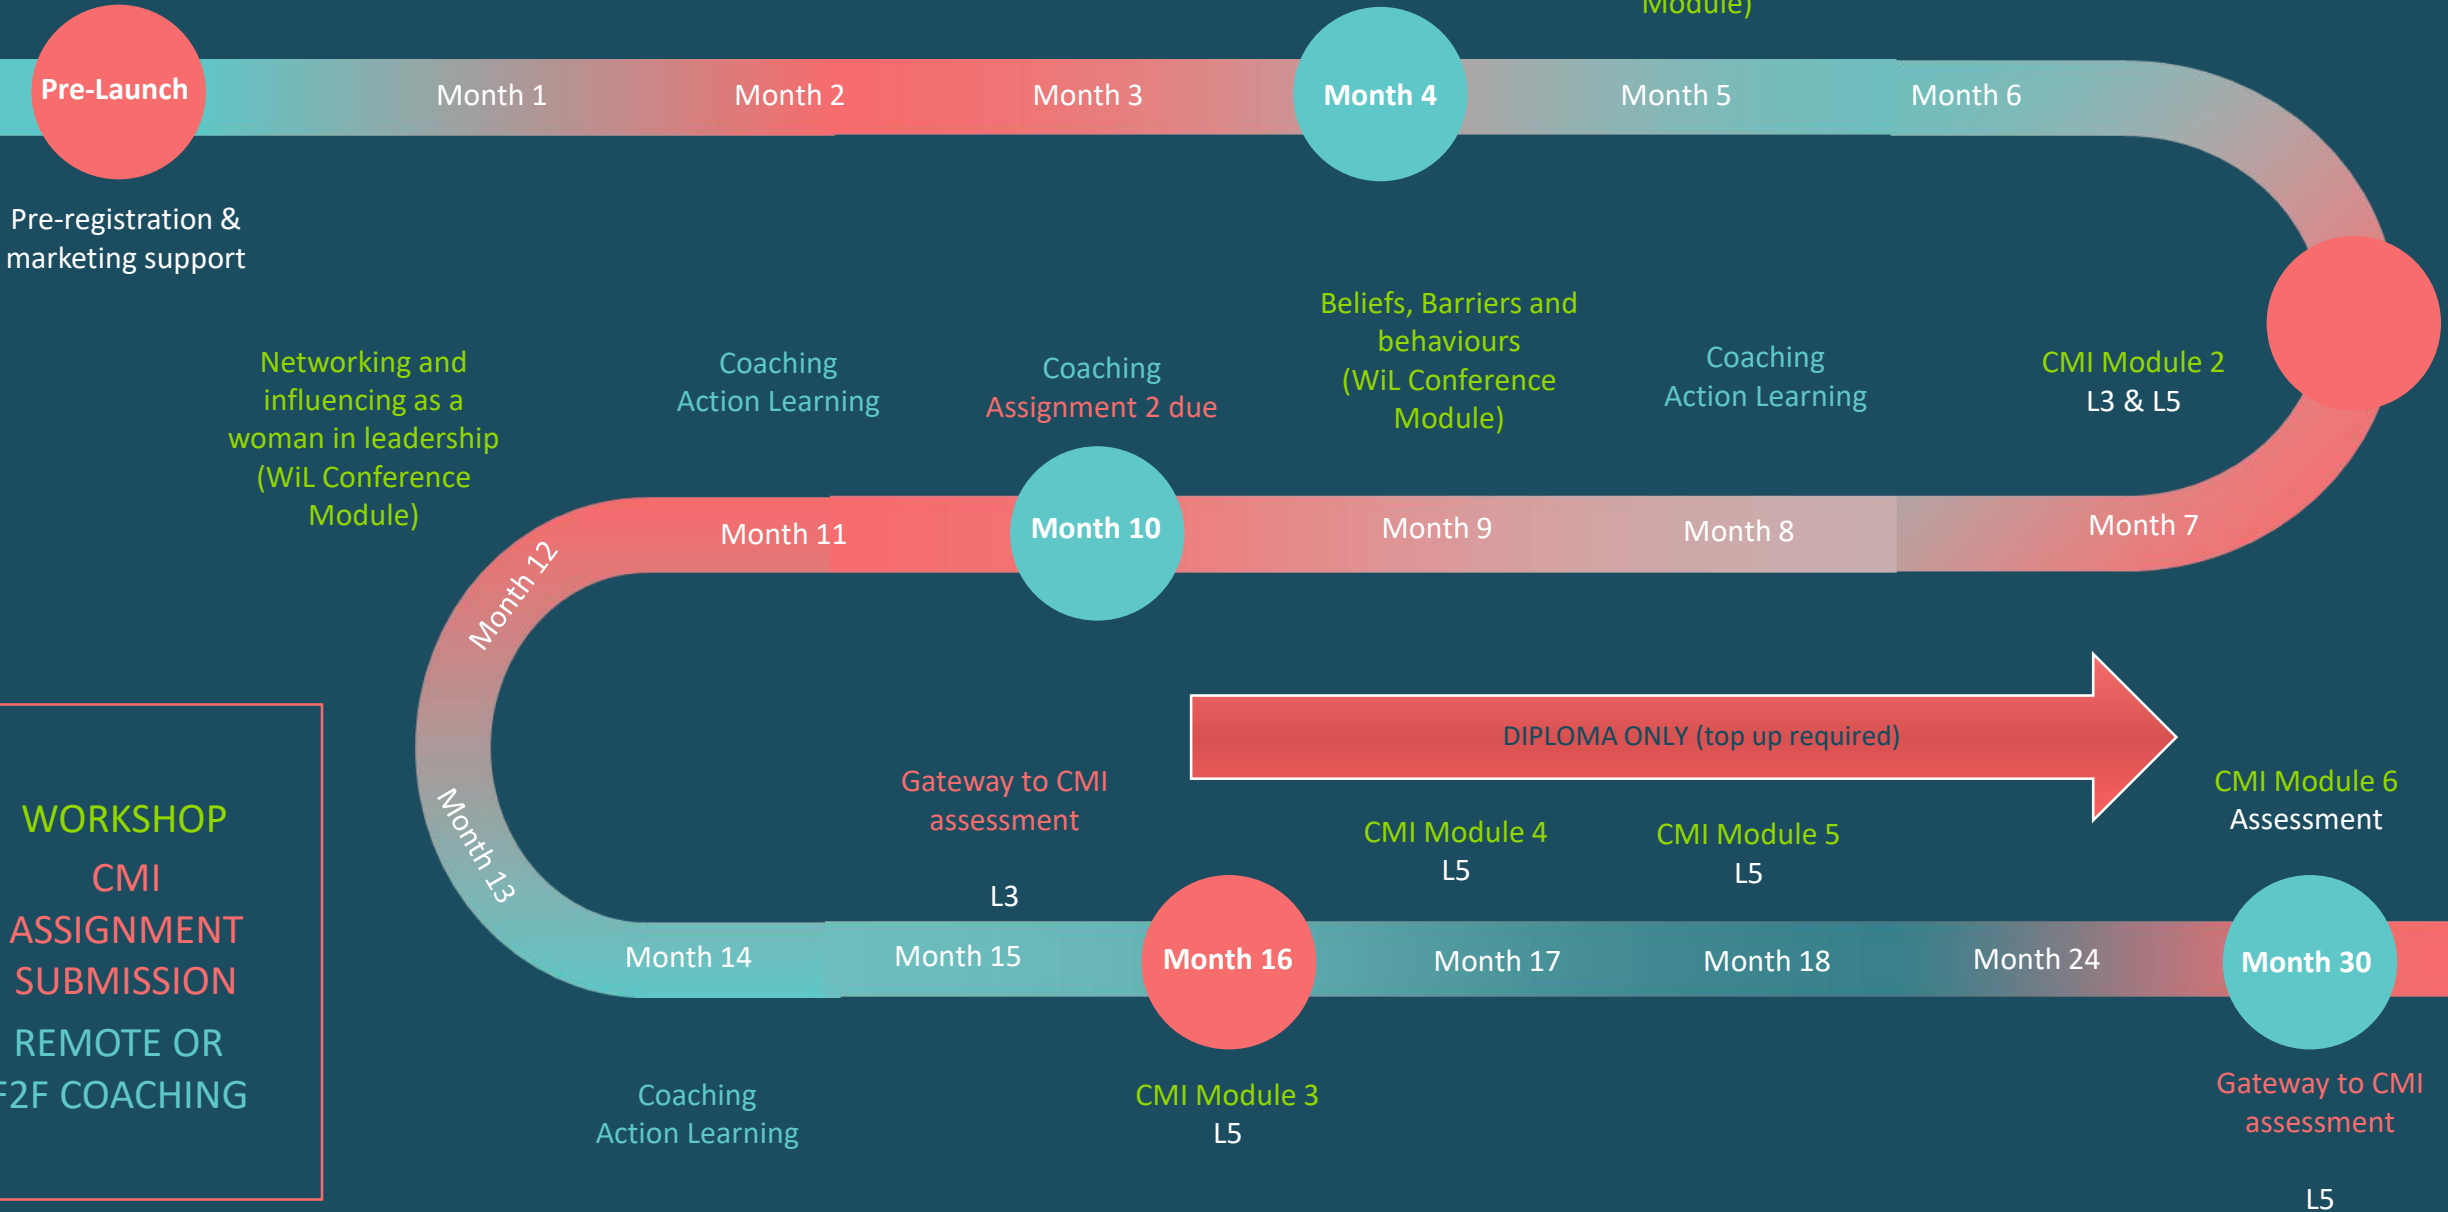 Module)
Pre-Launch
Month 1
Month 2
Month 3
Month 4
Month 5
Month 6
Pre-registration &
marketing support
Networking and
influencing as a
woman in leadership
(WiL Conference
Module)
Coaching
Action Learning
Coaching
Assignment 2 due
Beliefs, Barriers and
behaviours
(WiL Conference
Module)
Coaching
Action Learning
CMI Module 2
L3 & L5
Month 12
Month 11
Month 10
Month 9
Month 8
Month 7
Month 13
DIPLOMA ONLY (top up required)
WORKSHOP
CMI
ASSIGNMENT
SUBMISSION
REMOTE OR
F2F COACHING
Gateway to CMI
assessment
L3
CMI Module 4
L5
CMI Module 5
L5
CMI Module 6
Assessment
Month 14
Month 15
Month 16
Month 17
Month 18
Month 24
Month 30
Coaching
Action Learning
CMI Module 3
L5
Gateway to CMI
assessment
L5